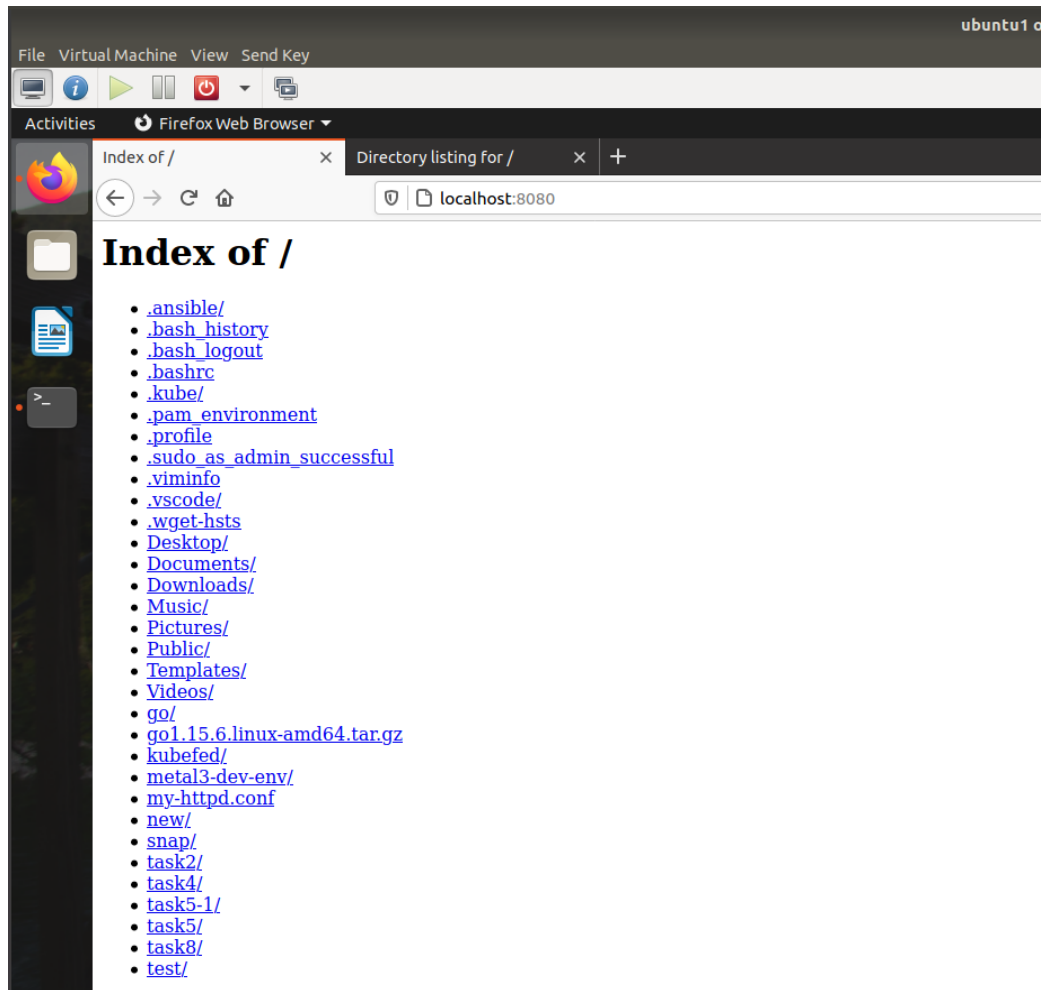 ubuntu1 o
File Virtual Machine View Send Key
Activities Firefox Web Browser
Index of / Directory listing for /
localhost:8080
Index of /
.ansible/
.bash_history
.bash_logout
.bashrc
.kube/
.pam_environment
.profile
.sudo_as_admin_successful
.viminfo
.vscode/
.wget-hsts
Desktop/
Documents/
Downloads/
Music/
Pictures/
Public/
Templates/
Videos/
go/
go1.15.6.linux-amd64.tar.gz
kubefed/
metal3-dev-env/
my-httpd.conf
new/
snap/
task2/
task4/
task5-1/
task5/
task8/
test/